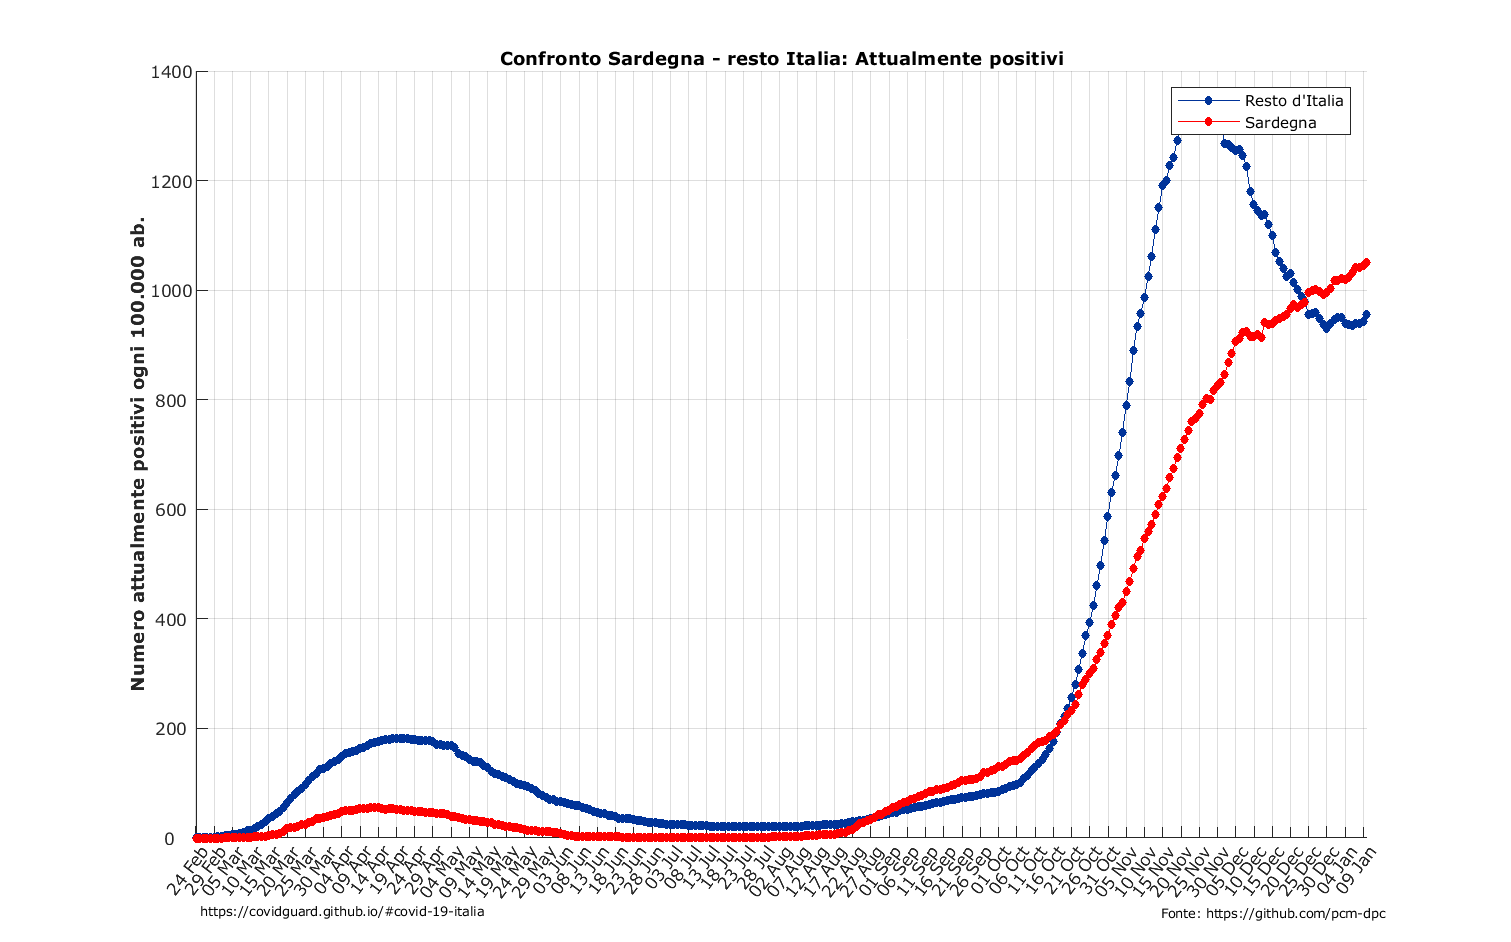 Confronto Sardegna - resto Italia: Attualmente positivi
Resto d'Italia
Sardegna
Numero attualmente positivi ogni 100.000 ab.
1400
1200
1000
800
600
400
200
0
24 Feb
29 Feb
05 Mar
10 Mar
15 Mar
20 Mar
25 Mar
30 Mar
04 Apr
09 Apr
14 Apr
19 Apr
24 Apr
29 Apr
04 May
09 May
14 May
19 May
24 May
29 May
03 Jun
08 Jun
13 Jun
18 Jun
23 Jun
28 Jun
03 Jul
08 Jul
13 Jul
18 Jul
23 Jul
28 Jul
02 Aug
07 Aug
12 Aug
17 Aug
22 Aug
27 Aug
01 Sep
06 Sep
11 Sep
16 Sep
21 Sep
26 Sep
01 Oct
06 Oct
11 Oct
16 Oct
21 Oct
26 Oct
31 Oct
05 Nov
10 Nov
15 Nov
20 Nov
25 Nov
30 Nov
05 Dec
10 Dec
15 Dec
20 Dec
25 Dec
30 Dec
04 Jan
09 Jan
https://covidguard.github.io/#covid-19-italia
Fonte: https://github.com/pcm-dpc